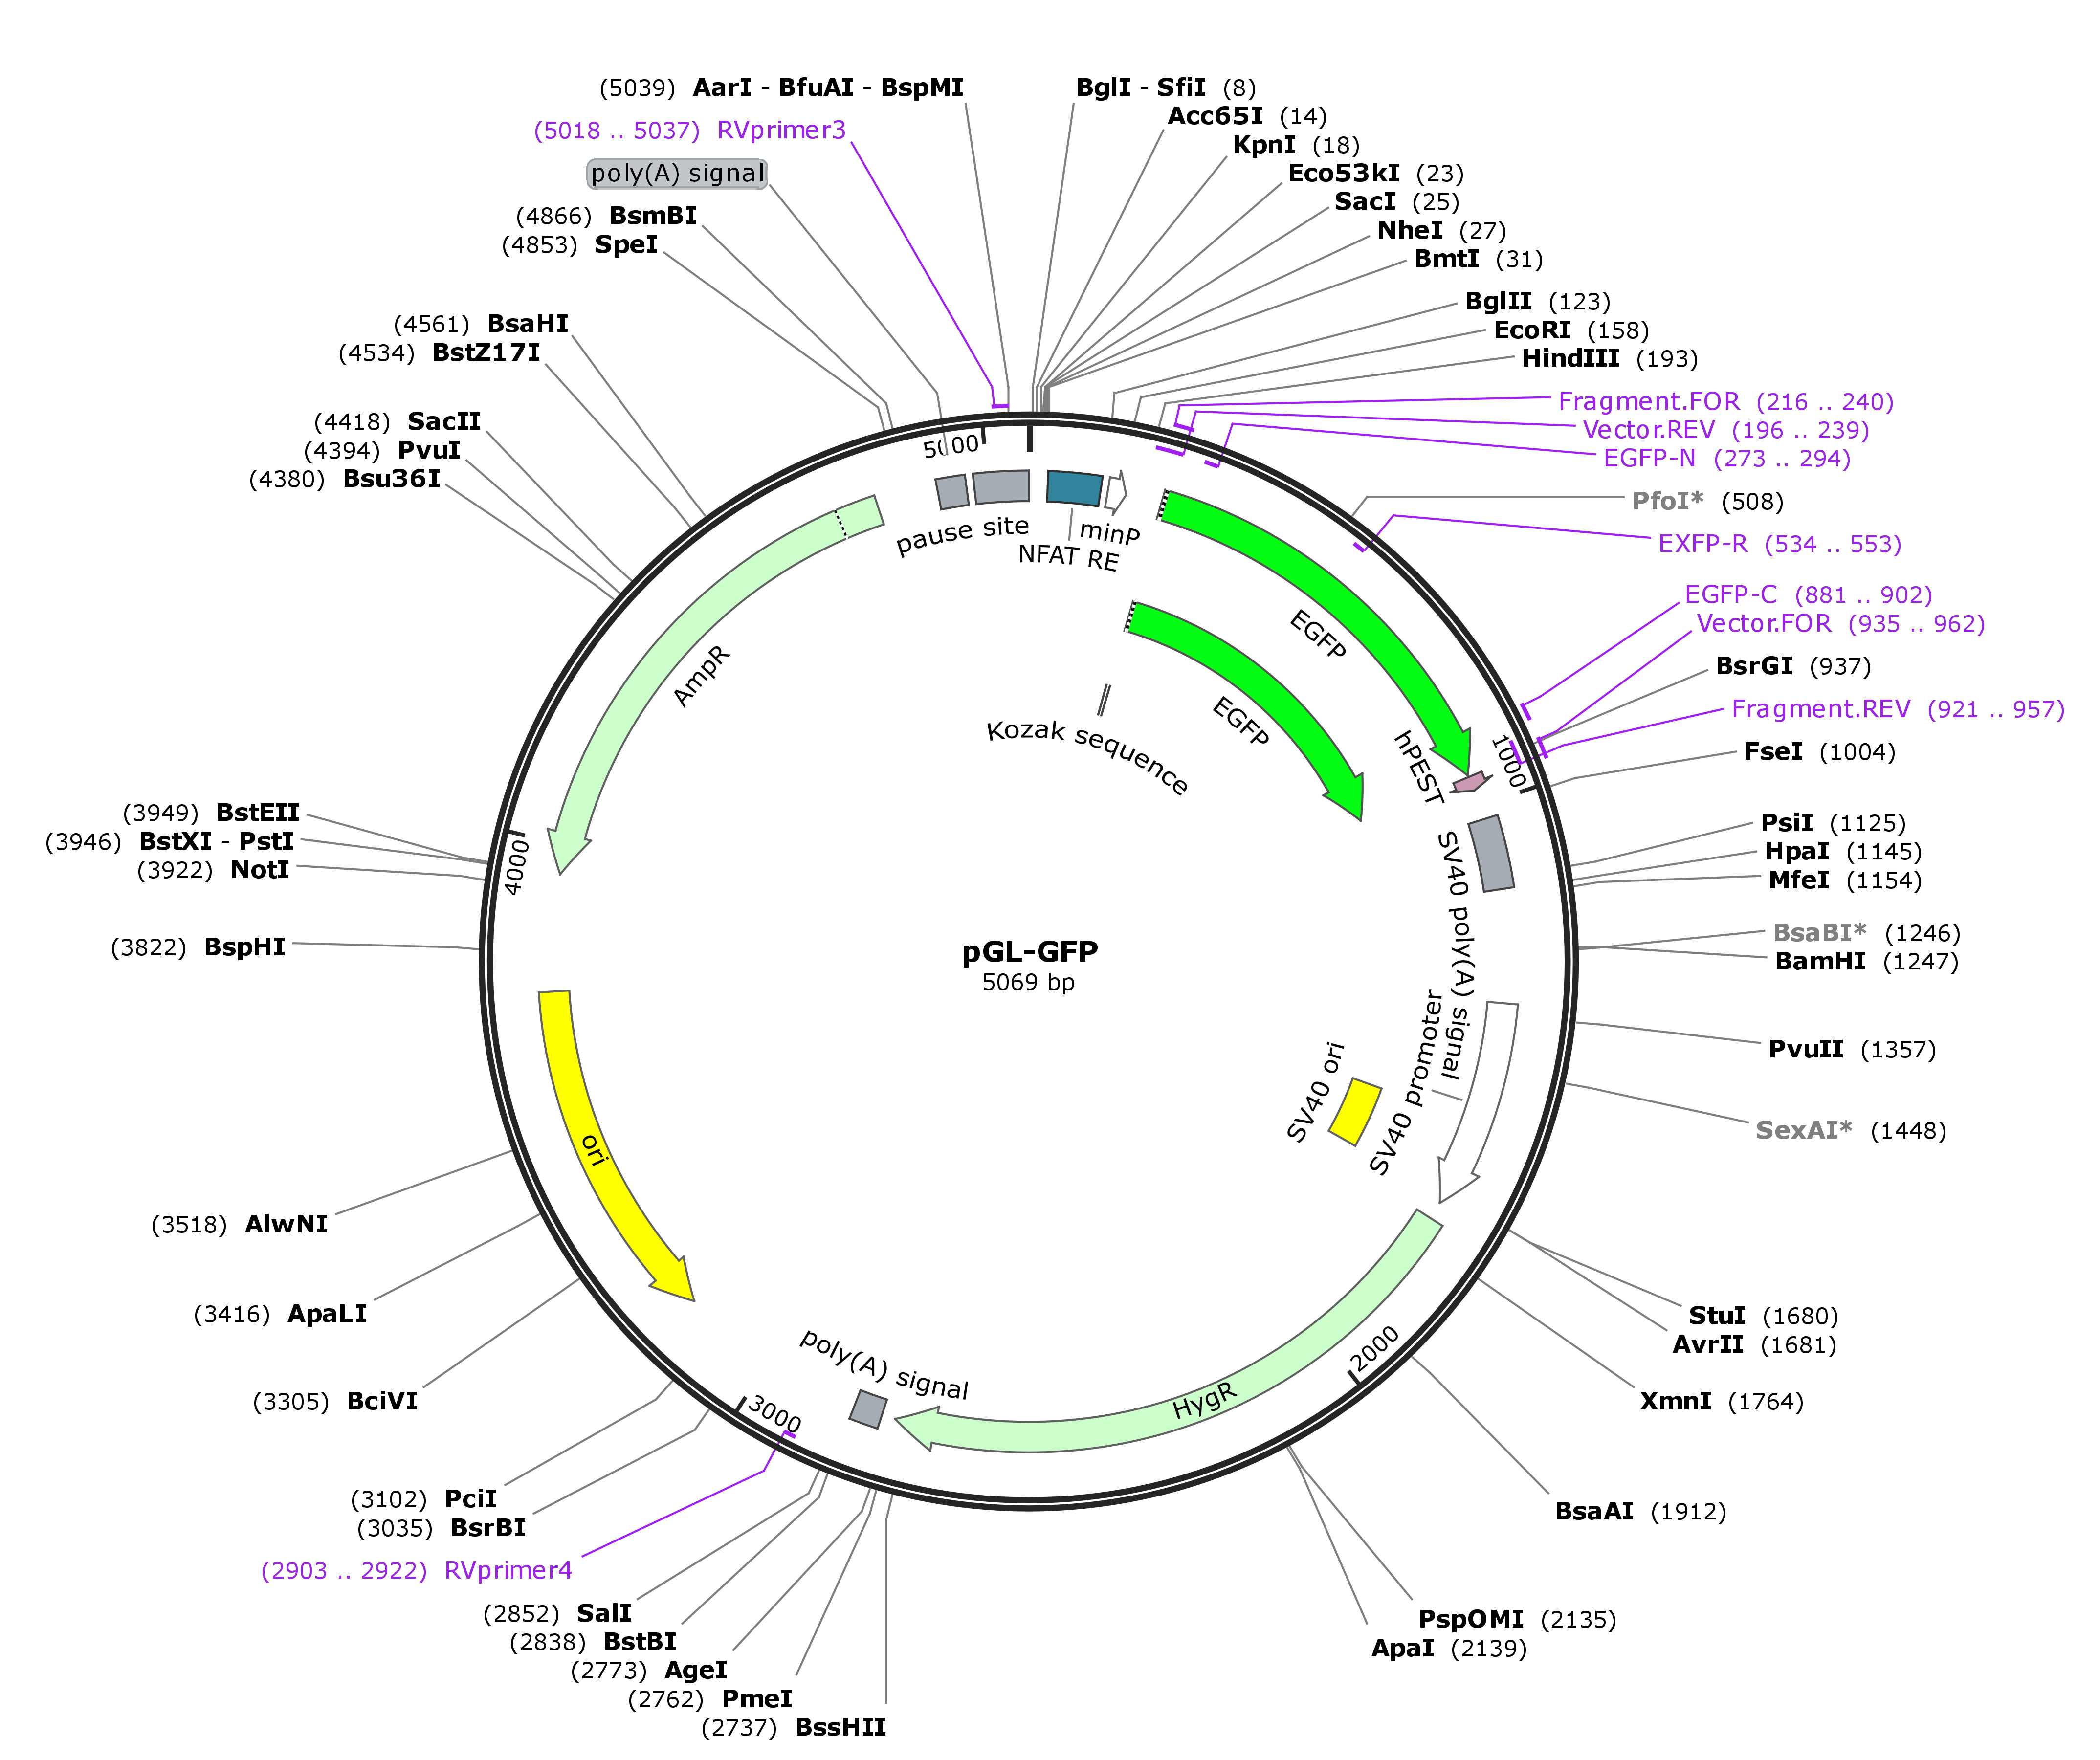 (5039) AarI - BfuAI - BspMI
(5018 .. 5037) RVprimer3
poly(A) signal
(4866) BsmBI
(4853) SpeI
(4561) BsaHI
(4534) BstZ17I
(4418) SacII
(4394) PvuI
(4380) Bsu36I
(3949) BstEII
(3946) BstXI - PstI
(3922) NotI
(3822) BspHI
(3518) AlwNI
(3416) ApaLI
(3305) BciVI
(3102) PciI
(3035) BsrBI
(2903 .. 2922) RVprimer4
(2852) SalI
(2838) BstBI
(2773) AgeI
(2762) PmeI
(2737) BssHII
BglI - SfiI (8)
Acc65I (14)
KpnI (18)
Eco53kI (23)
SacI (25)
NheI (27)
BmtI (31)
BglII (123)
EcoRI (158)
HindIII (193)
Fragment.FOR (216 .. 240)
Vector.REV (196 .. 239)
EGFP-N (273 .. 294)
PfoI* (508)
EXFP-R (534 .. 553)
EGFP-C (881 .. 902)
Vector.FOR (935 .. 962)
BsrGI (937)
Fragment.REV (921 .. 957)
FseI (1004)
PsiI (1125)
HpaI (1145)
MfeI (1154)
BsaBI* (1246)
BamHI (1247)
PvuII (1357)
SexAI* (1448)
StuI (1680)
AvrII (1681)
XmnI (1764)
BsaAI (1912)
PspOMI (2135)
ApaI (2139)
5000
1000
2000
3000
4000
pause site
NFAT RE
minP
EGFP
EGFP
Kozak sequence
hPEST
SV40 poly(A) signal
SV40 promoter
SV40 ori
HygR
poly(A) signal
ori
AmpR
pGL-GFP
5069 bp